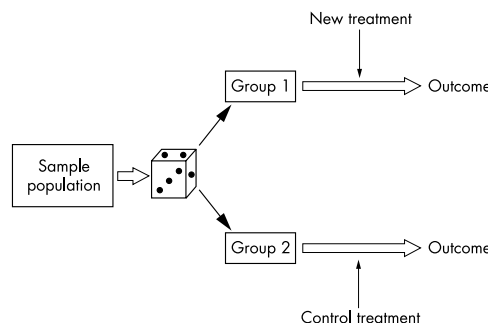 New treatment
Group 1
Outcome
Sample
population
Group 2
Outcome
Control treatment